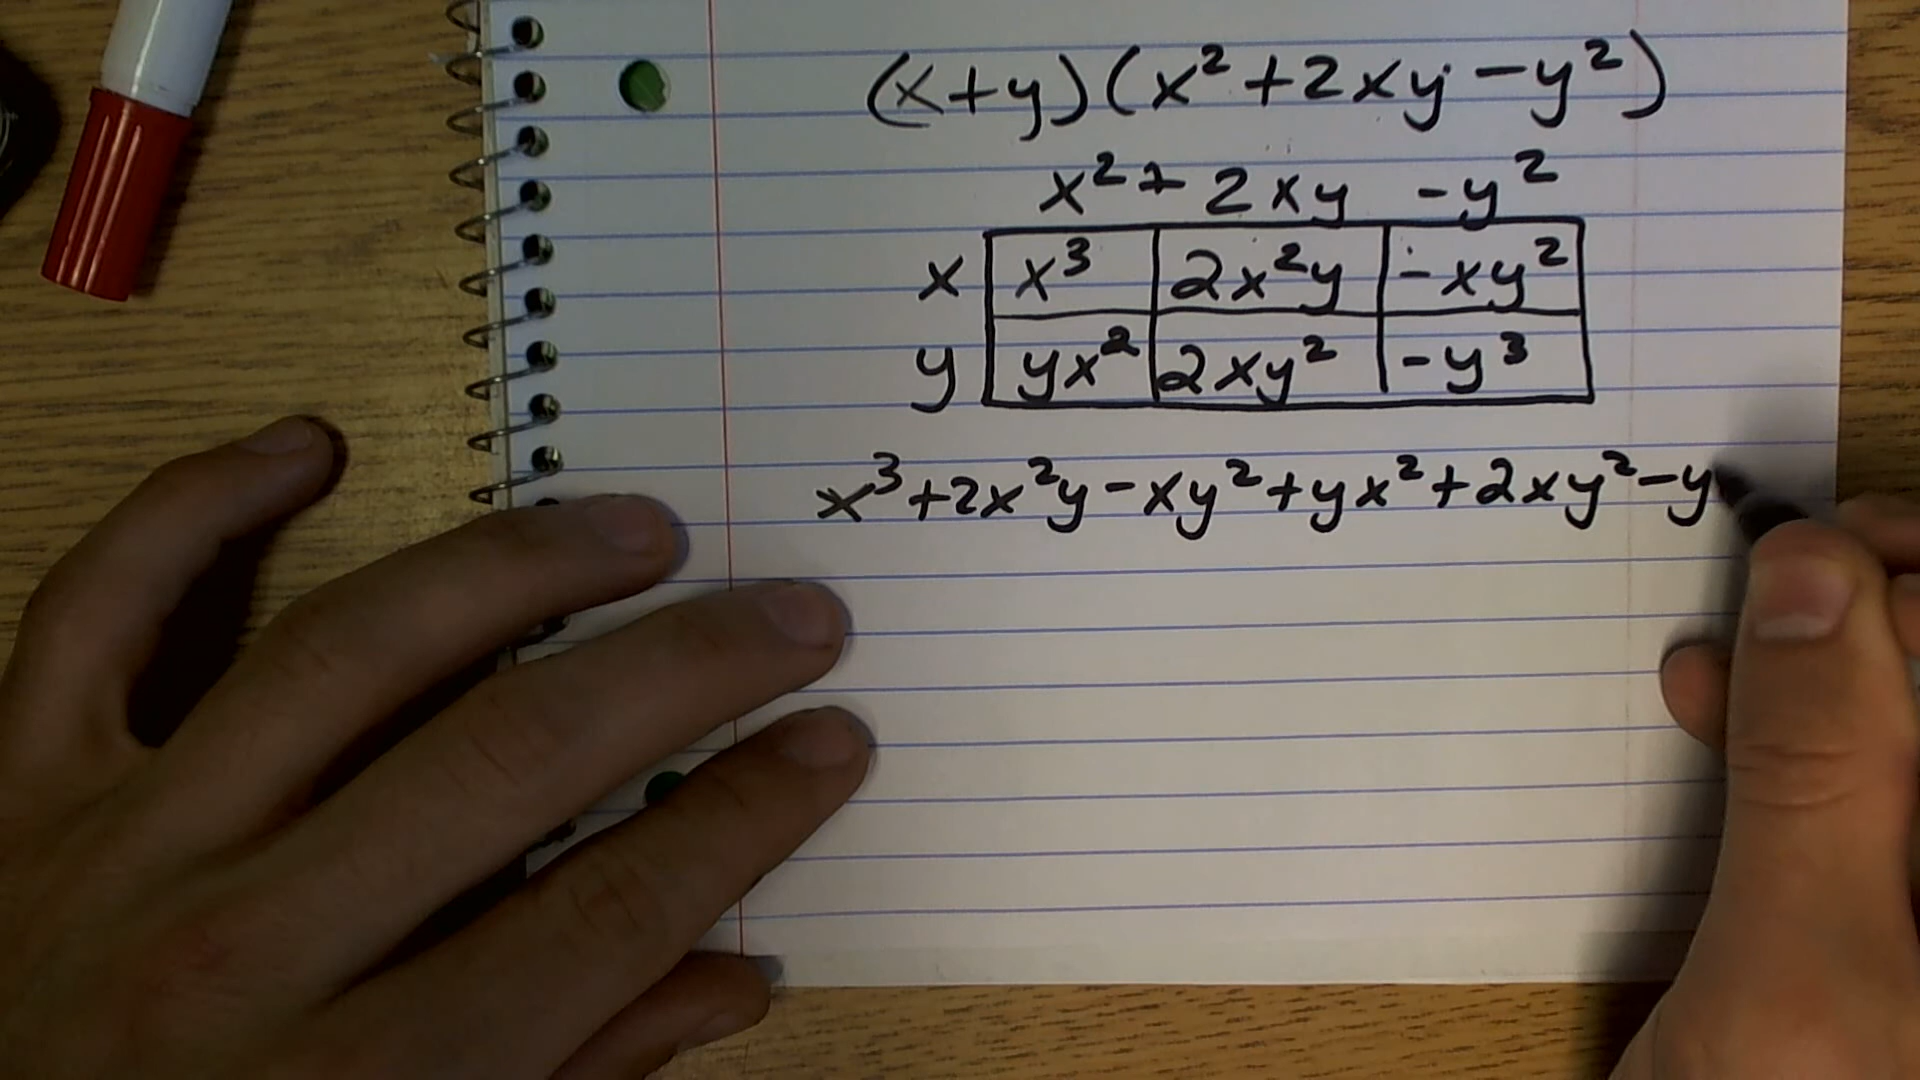 (x+y)(x²+2xy-y²)
x²+ 2xy -y²
x x³ 2x²y -xy²
y yx² 2xy² -y³
x³+2x²y-xy²+yx²+2xy²-y